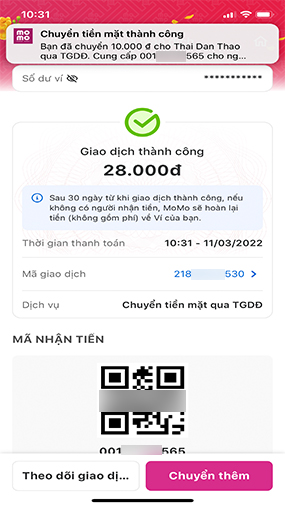 10:31
mo
mo
Chuyển tiền mặt thành công
Bạn đã chuyển 10.000 đ cho Thai Dan Thao
qua TGDĐ. Cung cấp 001 565 cho ng...
Số dư ví
***********
Giao dịch thành công
28.000đ
Sau 30 ngày từ khi giao dịch thành công, nếu
không có người nhận tiền, MoMo sẽ hoàn lại
tiền (không gồm phí) về Ví của bạn.
Thời gian thanh toán 10:31 - 11/03/2022
Mã giao dịch 218 530
Dịch vụ Chuyển tiền mặt qua TGDĐ
MÃ NHẬN TIỀN
001 565
Theo dõi giao dị...
Chuyển thêm